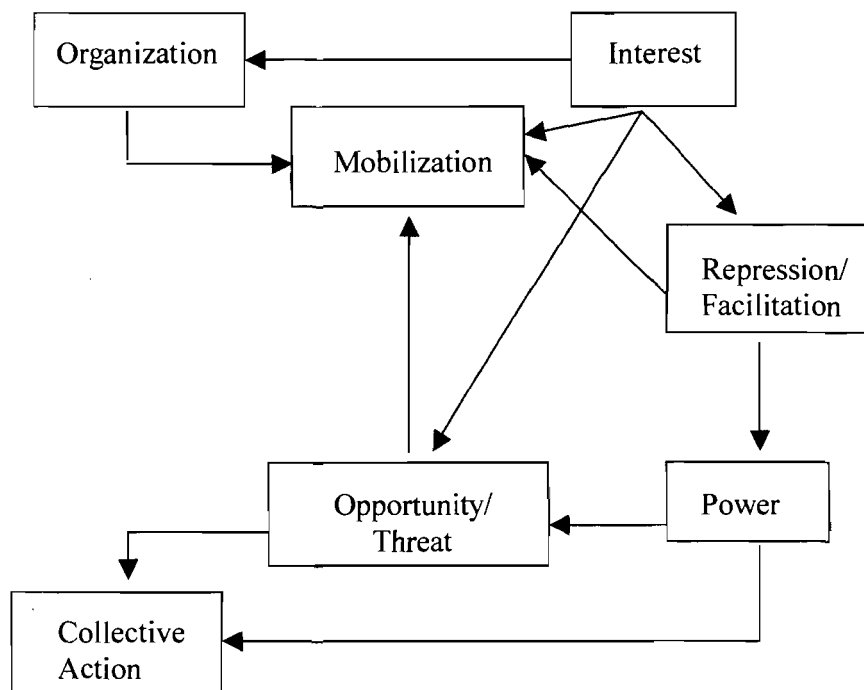 Organization
Interest
Mobilization
Repression/
Facilitation
Opportunity/
Threat
Power
Collective
Action